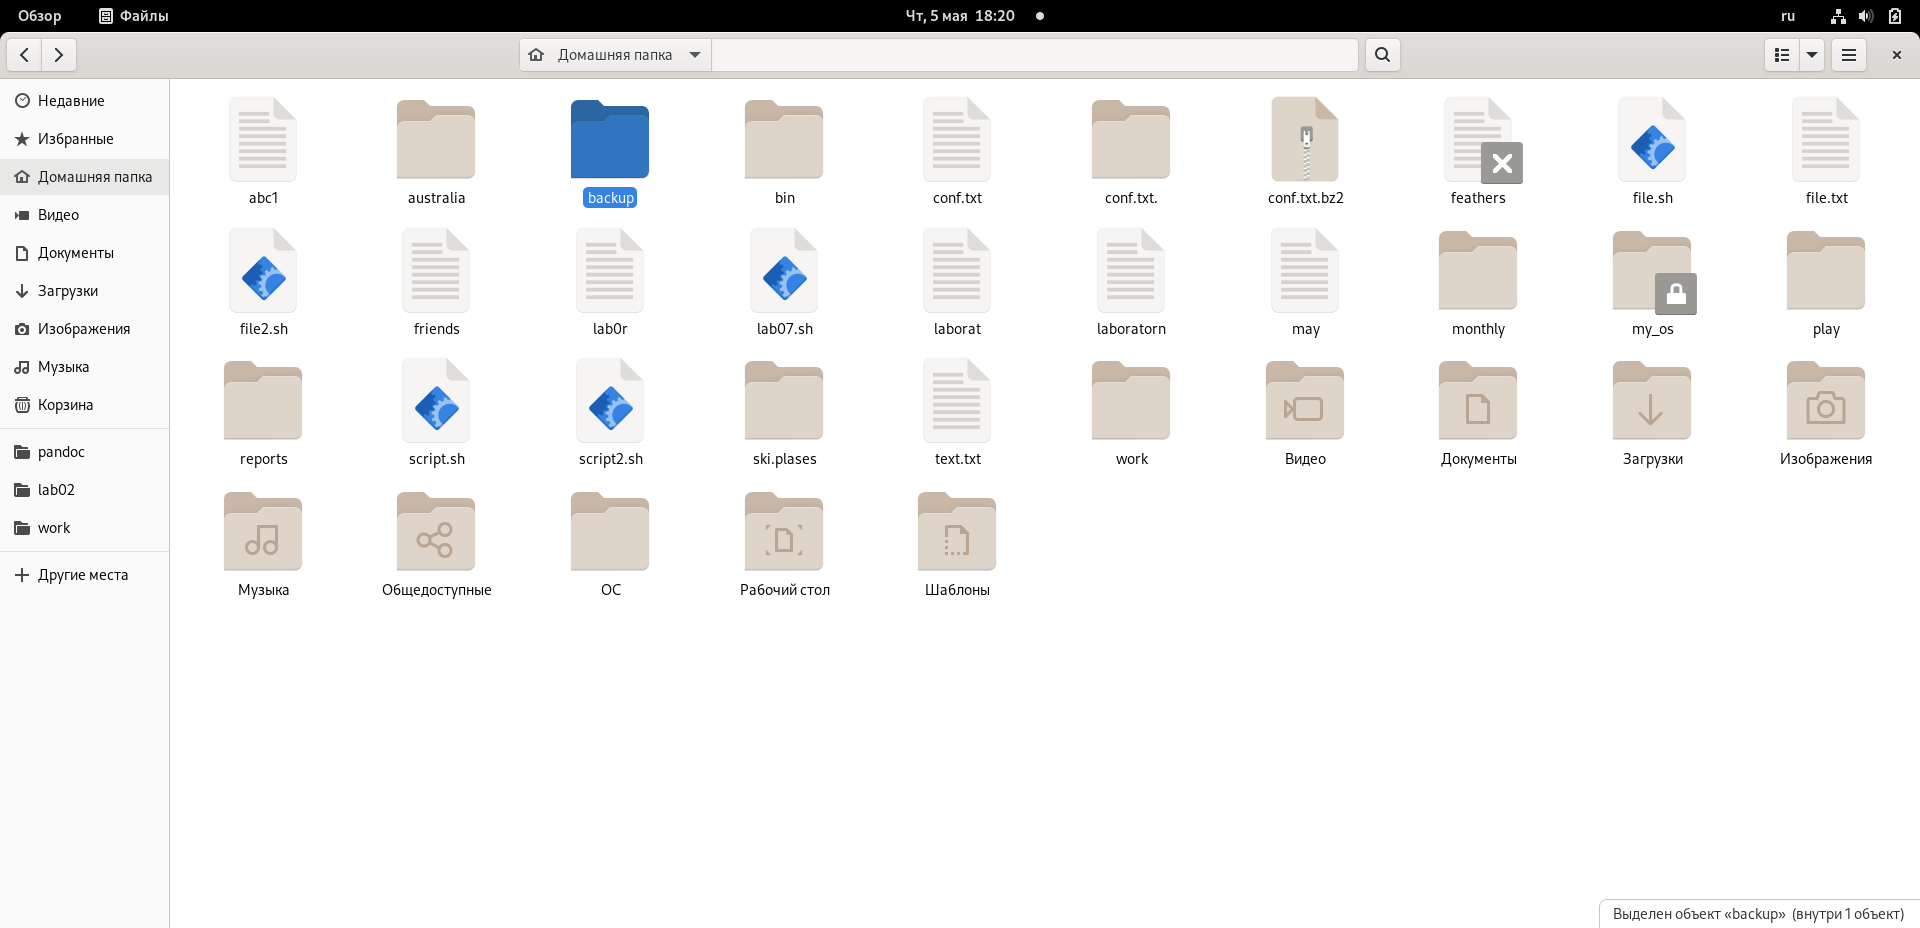 Обзор Файлы Чт, 5 мая 18:20 ru
Домашняя папка
Недавние
Избранные
Домашняя папка
Видео
Документы
Загрузки
Изображения
Музыка
Корзина
pandoc
lab02
work
Другие места
abc1 australia backup bin conf.txt conf.txt. conf.txt.bz2 feathers file.sh file.txt
file2.sh friends lab0r lab07.sh laborat laboratorn may monthly my_os play
reports script.sh script2.sh ski.plases text.txt work Видео Документы Загрузки Изображения
Музыка Общедоступные ОС Рабочий стол Шаблоны
Выделен объект «backup» (внутри 1 объект)